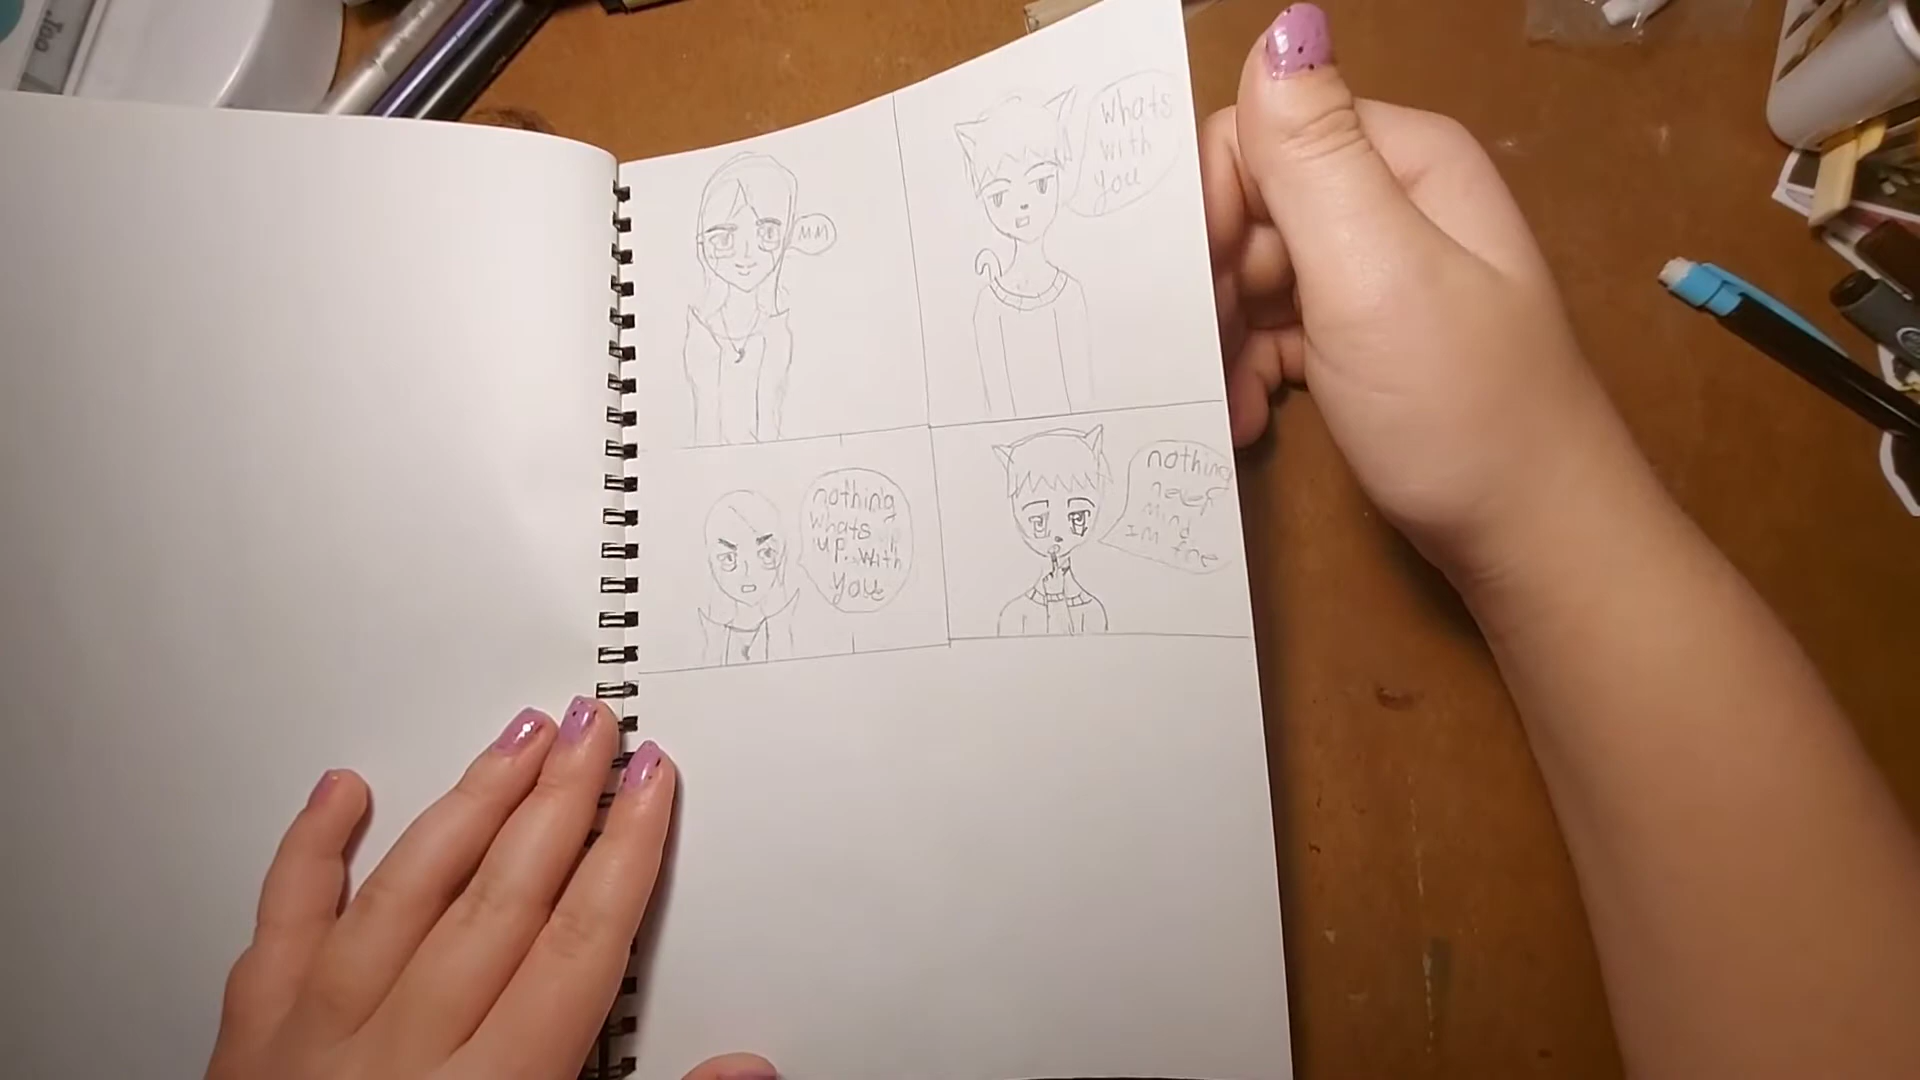 MM
whats
with
you
nothing
whats
up. with
you
nothing
never
mind
Im fine